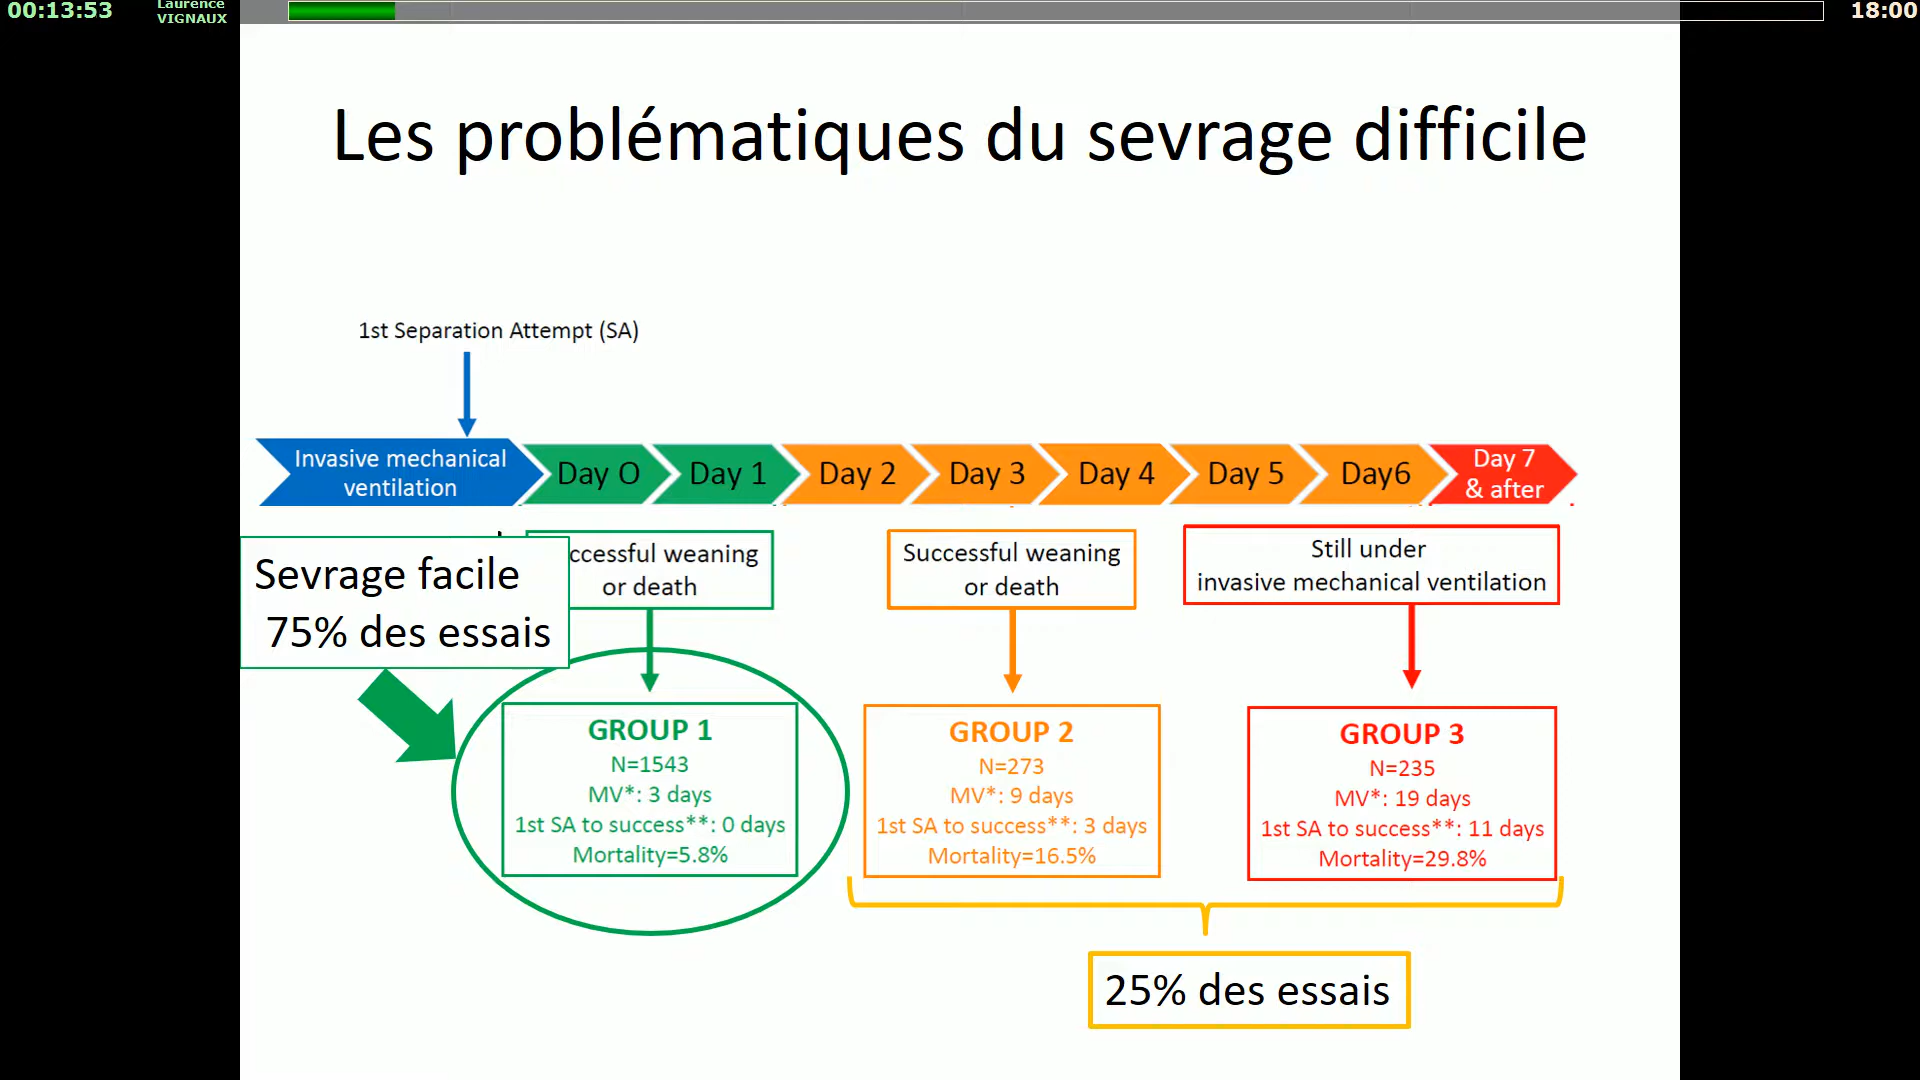 00:13:53
Laurence
VIGNAUX
18:00
Les problématiques du sevrage difficile
1st Separation Attempt (SA)
Invasive mechanical
ventilation
Day O
Day 1
Day 2
Day 3
Day 4
Day 5
Day6
Day 7
& after
Sevrage facile
75% des essais
ccessful weaning
or death
Successful weaning
or death
Still under
invasive mechanical ventilation
GROUP 1
N=1543
MV*: 3 days
1st SA to success**: 0 days
Mortality=5.8%
GROUP 2
N=273
MV*: 9 days
1st SA to success**: 3 days
Mortality=16.5%
GROUP 3
N=235
MV*: 19 days
1st SA to success**: 11 days
Mortality=29.8%
25% des essais